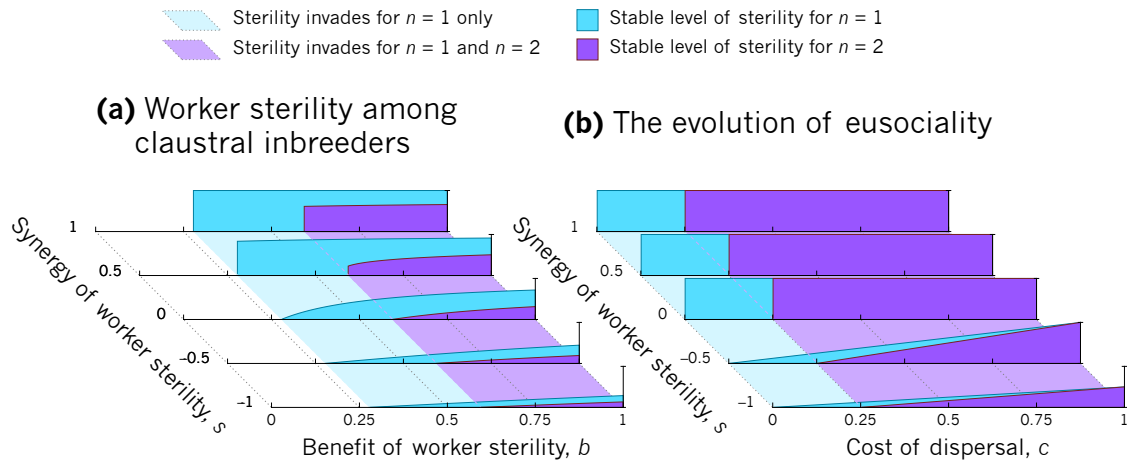 Sterility invades for n = 1 only
Stable level of sterility for n = 1
Sterility invades for n = 1 and n = 2
Stable level of sterility for n = 2
(a) Worker sterility among
claustral inbreeders
(b) The evolution of eusociality
Synergy of worker sterility, s
1
0.5
0
−0.5
−1
0 0.25 0.5 0.75 1
Benefit of worker sterility, b
Synergy of worker sterility, s
1
0.5
0
−0.5
−1
0 0.25 0.5 0.75 1
Cost of dispersal, c